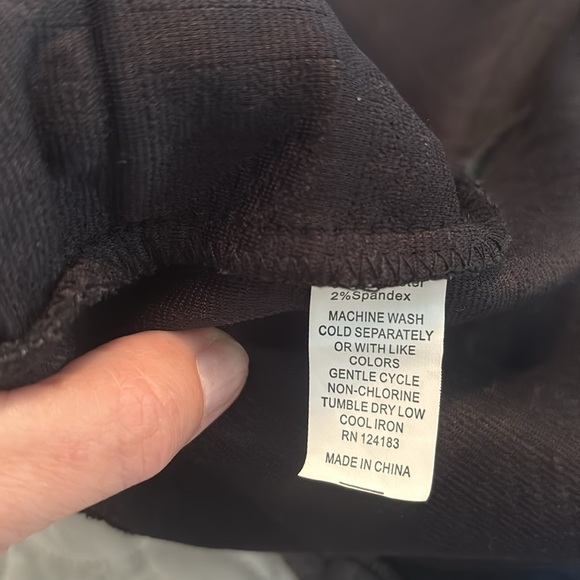 2%Spandex
MACHINE WASH
COLD SEPARATELY
OR WITH LIKE
COLORS
GENTLE CYCLE
NON-CHLORINE
TUMBLE DRY LOW
COOL IRON
RN 124183
MADE IN CHINA